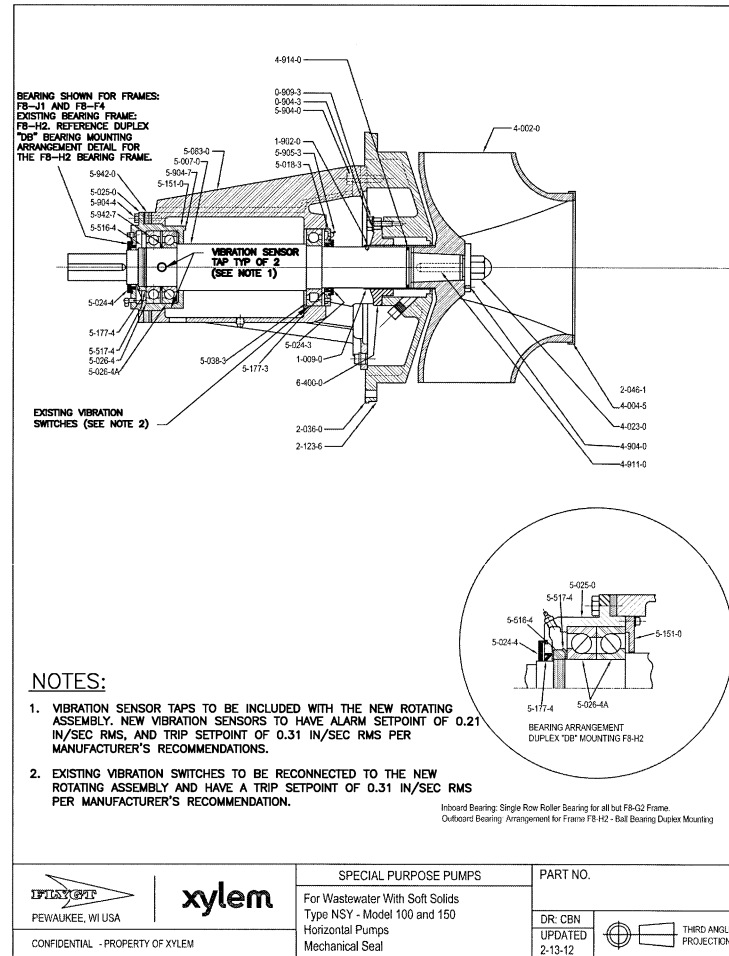 4-914-0
0-909-3
0-904-3
5-904-0
1-902-0
5-905-3
5-018-3
4-002-0
BEARING SHOWN FOR FRAMES:
F8-J1 AND F8-F4
EXISTING BEARING FRAME:
F8-H2. REFERENCE DUPLEX
"DB" BEARING MOUNTING
ARRANGEMENT DETAIL FOR
THE F8-H2 BEARING FRAME.
5-083-0
5-007-0
5-904-7
5-151-0
5-942-0
5-025-0
5-904-4
5-942-7
5-516-4
VIBRATION SENSOR
TAP TYP OF 2
(SEE NOTE 1)
5-024-4
5-177-4
5-517-4
5-026-4
5-026-4A
5-038-3
5-177-3
5-024-3
1-009-0
6-400-0
EXISTING VIBRATION
SWITCHES (SEE NOTE 2)
2-036-0
2-123-6
2-046-1
4-004-5
4-023-0
4-904-0
4-911-0
5-025-0
5-517-4
5-516-4
5-024-4
5-151-0
5-177-4
5-026-4A
BEARING ARRANGEMENT
DUPLEX "DB" MOUNTING F8-H2
NOTES:
1. VIBRATION SENSOR TAPS TO BE INCLUDED WITH THE NEW ROTATING
ASSEMBLY. NEW VIBRATION SENSORS TO HAVE ALARM SETPOINT OF 0.21
IN/SEC RMS, AND TRIP SETPOINT OF 0.31 IN/SEC RMS PER
MANUFACTURER'S RECOMMENDATIONS.
2. EXISTING VIBRATION SWITCHES TO BE RECONNECTED TO THE NEW
ROTATING ASSEMBLY AND HAVE A TRIP SETPOINT OF 0.31 IN/SEC RMS
PER MANUFACTURER'S RECOMMENDATION.
Inboard Bearing: Single Row Roller Bearing for all but F8-G2 Frame.
Outboard Bearing: Arrangement for Frame F8-H2 - Ball Bearing Duplex Mounting
FLYGT
PEWAUKEE, WI USA
xylem
CONFIDENTIAL - PROPERTY OF XYLEM
SPECIAL PURPOSE PUMPS
For Wastewater With Soft Solids
Type NSY - Model 100 and 150
Horizontal Pumps
Mechanical Seal
PART NO.
DR: CBN
UPDATED
2-13-12
THIRD ANGLE
PROJECTION